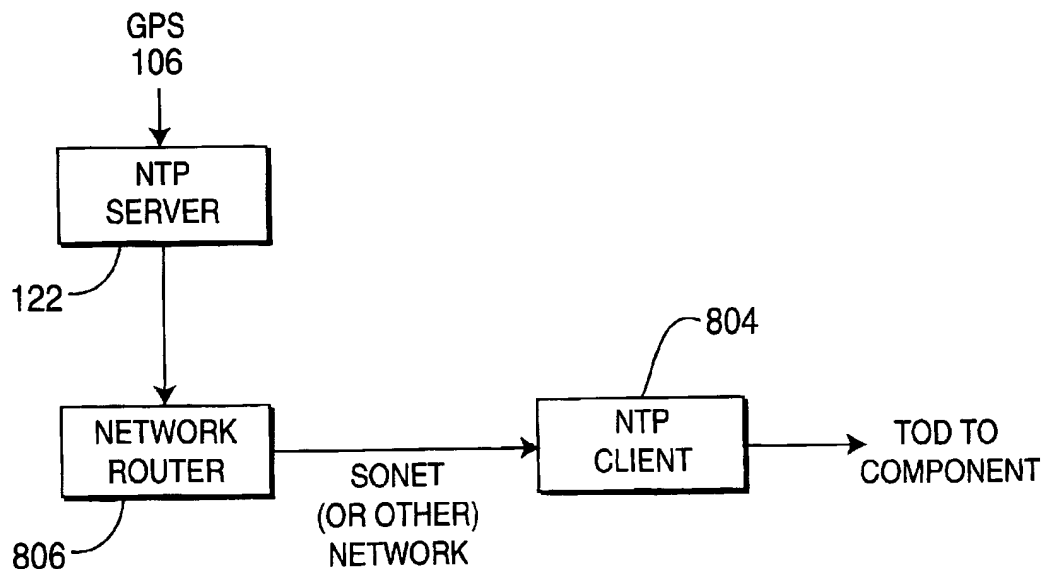 GPS
106
NTP
SERVER
122
804
NETWORK
ROUTER
SONET
(OR OTHER)
NETWORK
NTP
CLIENT
TOD TO
COMPONENT
806